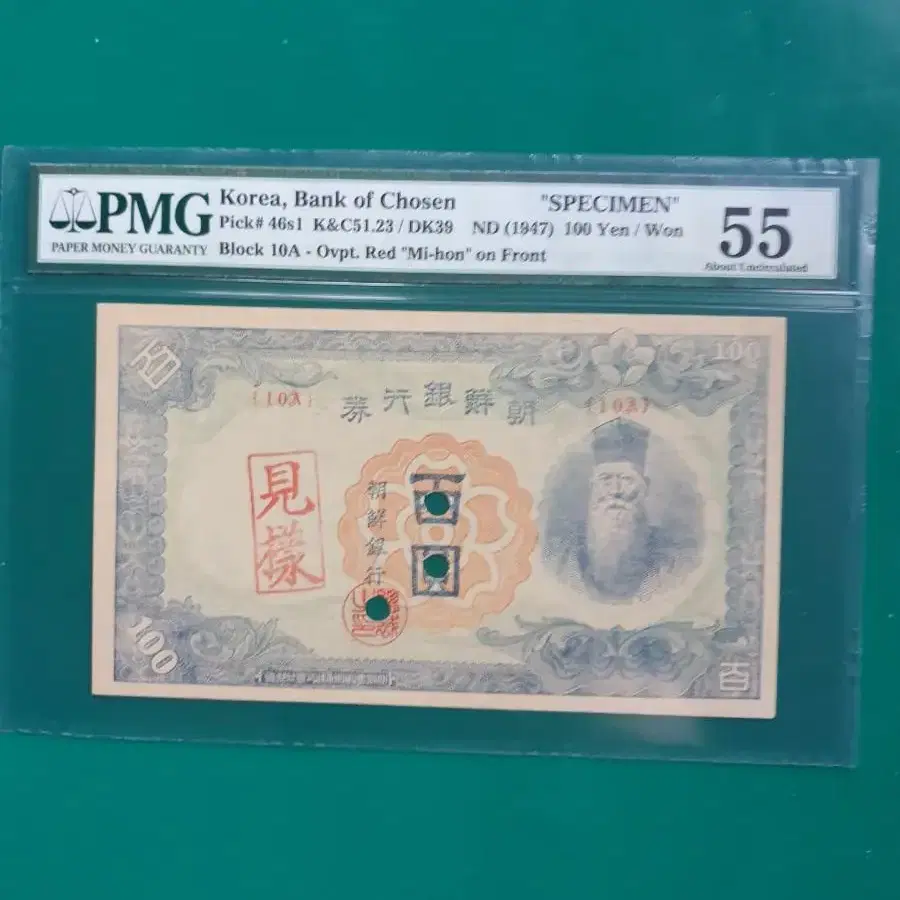 PMG
PAPER MONEY GUARANTY
Korea, Bank of Chosen "SPECIMEN"
Pick# 46s1 K&C51.23 / DK39 ND (1947) 100 Yen / Won
Block 10A - Ovpt. Red "Mi-hon" on Front
55
About Uncirculated
100
{10A} 券行銀鮮朝 {10A}
見樣
百圓
朝鮮銀行
100
百